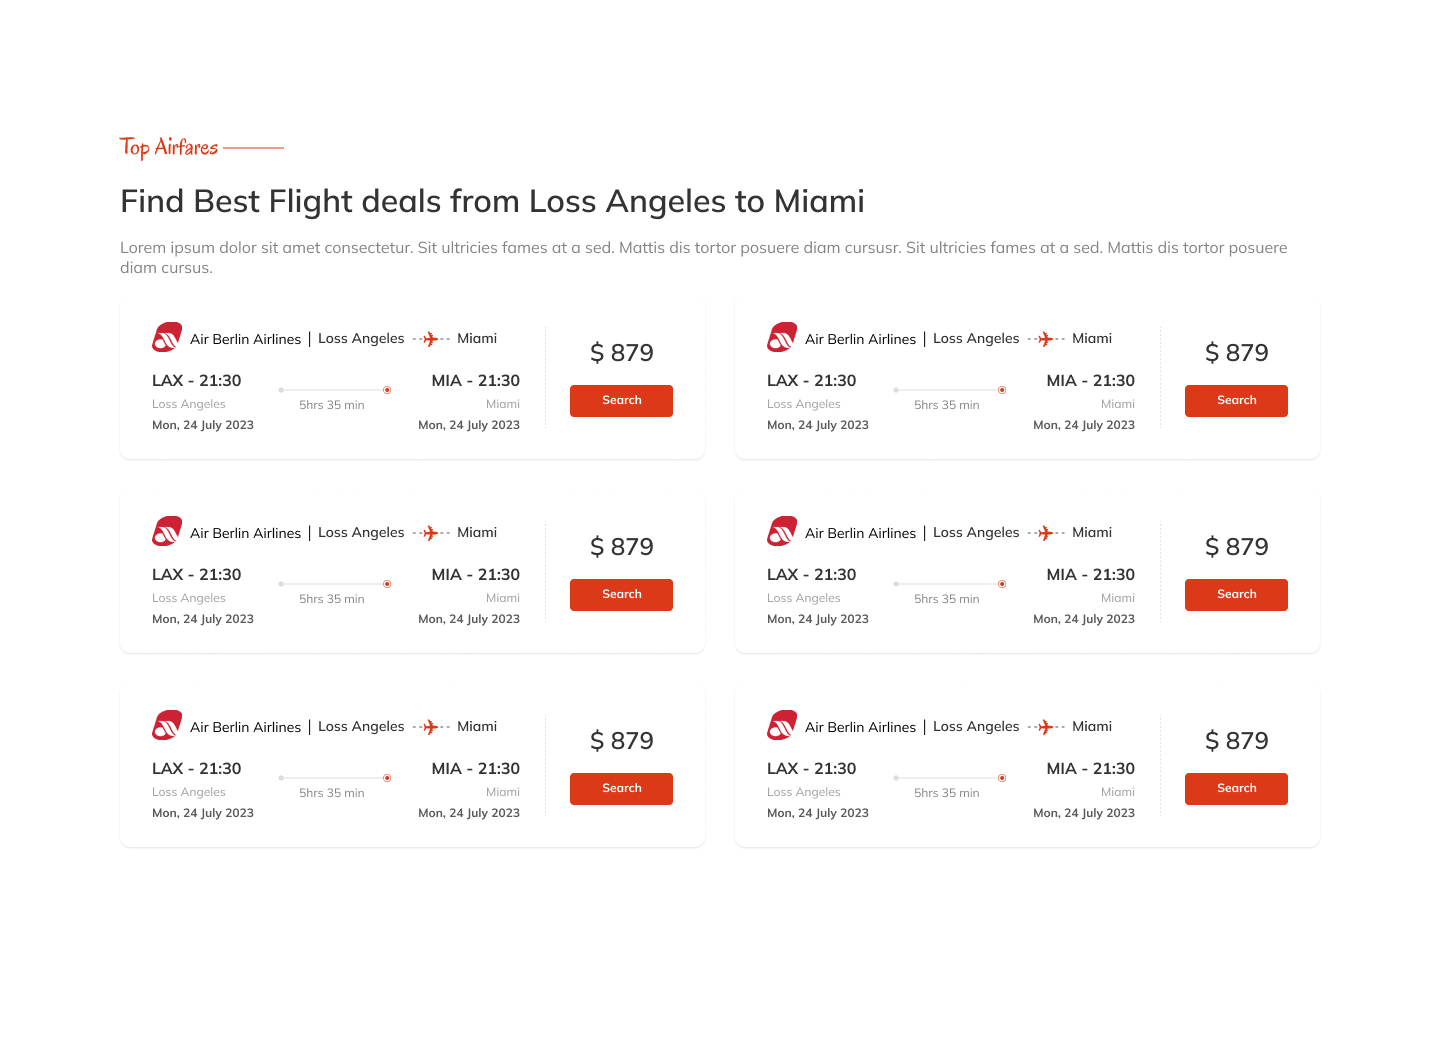 Top Airfares
Find Best Flight deals from Loss Angeles to Miami
Lorem ipsum dolor sit amet consectetur. Sit ultricies fames at a sed. Mattis dis tortor posuere diam cursusr. Sit ultricies fames at a sed. Mattis dis tortor posuere
diam cursus.
Air Berlin Airlines | Loss Angeles Miami
$ 879
LAX - 21:30 MIA - 21:30
Search
Loss Angeles 5hrs 35 min Miami
Mon, 24 July 2023 Mon, 24 July 2023
Air Berlin Airlines | Loss Angeles Miami
$ 879
LAX - 21:30 MIA - 21:30
Search
Loss Angeles 5hrs 35 min Miami
Mon, 24 July 2023 Mon, 24 July 2023
Air Berlin Airlines | Loss Angeles Miami
$ 879
LAX - 21:30 MIA - 21:30
Search
Loss Angeles 5hrs 35 min Miami
Mon, 24 July 2023 Mon, 24 July 2023
Air Berlin Airlines | Loss Angeles Miami
$ 879
LAX - 21:30 MIA - 21:30
Search
Loss Angeles 5hrs 35 min Miami
Mon, 24 July 2023 Mon, 24 July 2023
Air Berlin Airlines | Loss Angeles Miami
$ 879
LAX - 21:30 MIA - 21:30
Search
Loss Angeles 5hrs 35 min Miami
Mon, 24 July 2023 Mon, 24 July 2023
Air Berlin Airlines | Loss Angeles Miami
$ 879
LAX - 21:30 MIA - 21:30
Search
Loss Angeles 5hrs 35 min Miami
Mon, 24 July 2023 Mon, 24 July 2023